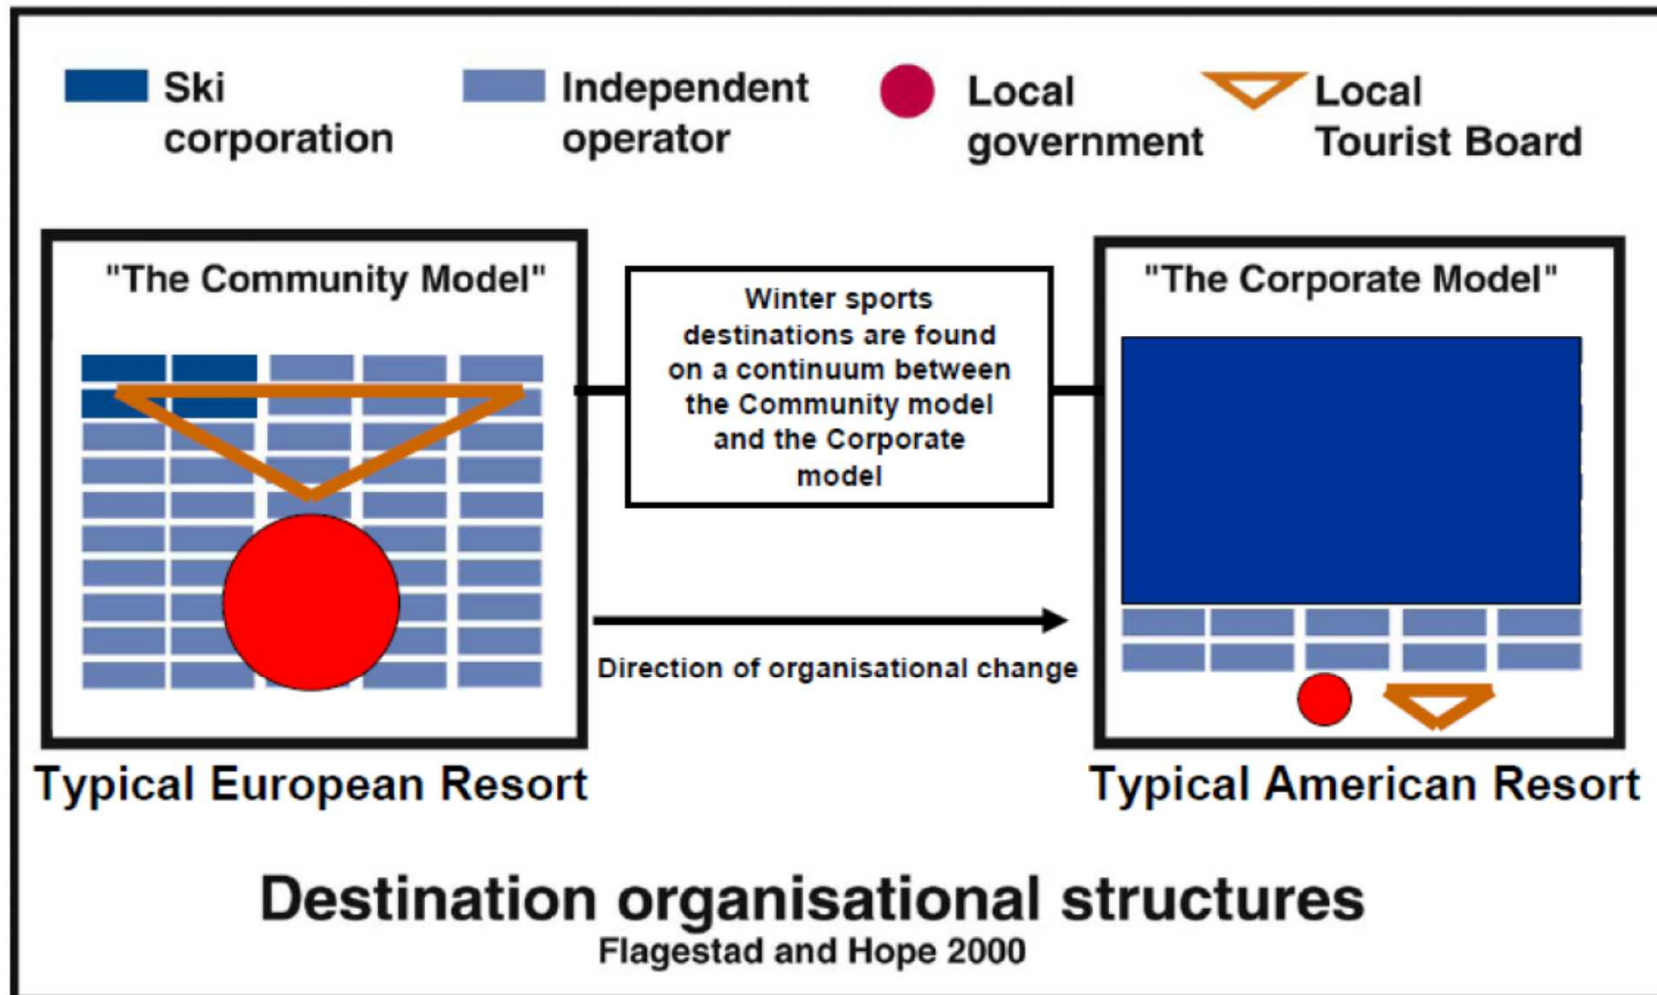 Ski
corporation
Independent
operator
Local
government
Local
Tourist Board
"The Community Model"
Winter sports
destinations are found
on a continuum between
the Community model
and the Corporate
model
"The Corporate Model"
Direction of organisational change
Typical European Resort
Typical American Resort
Destination organisational structures
Flagestad and Hope 2000